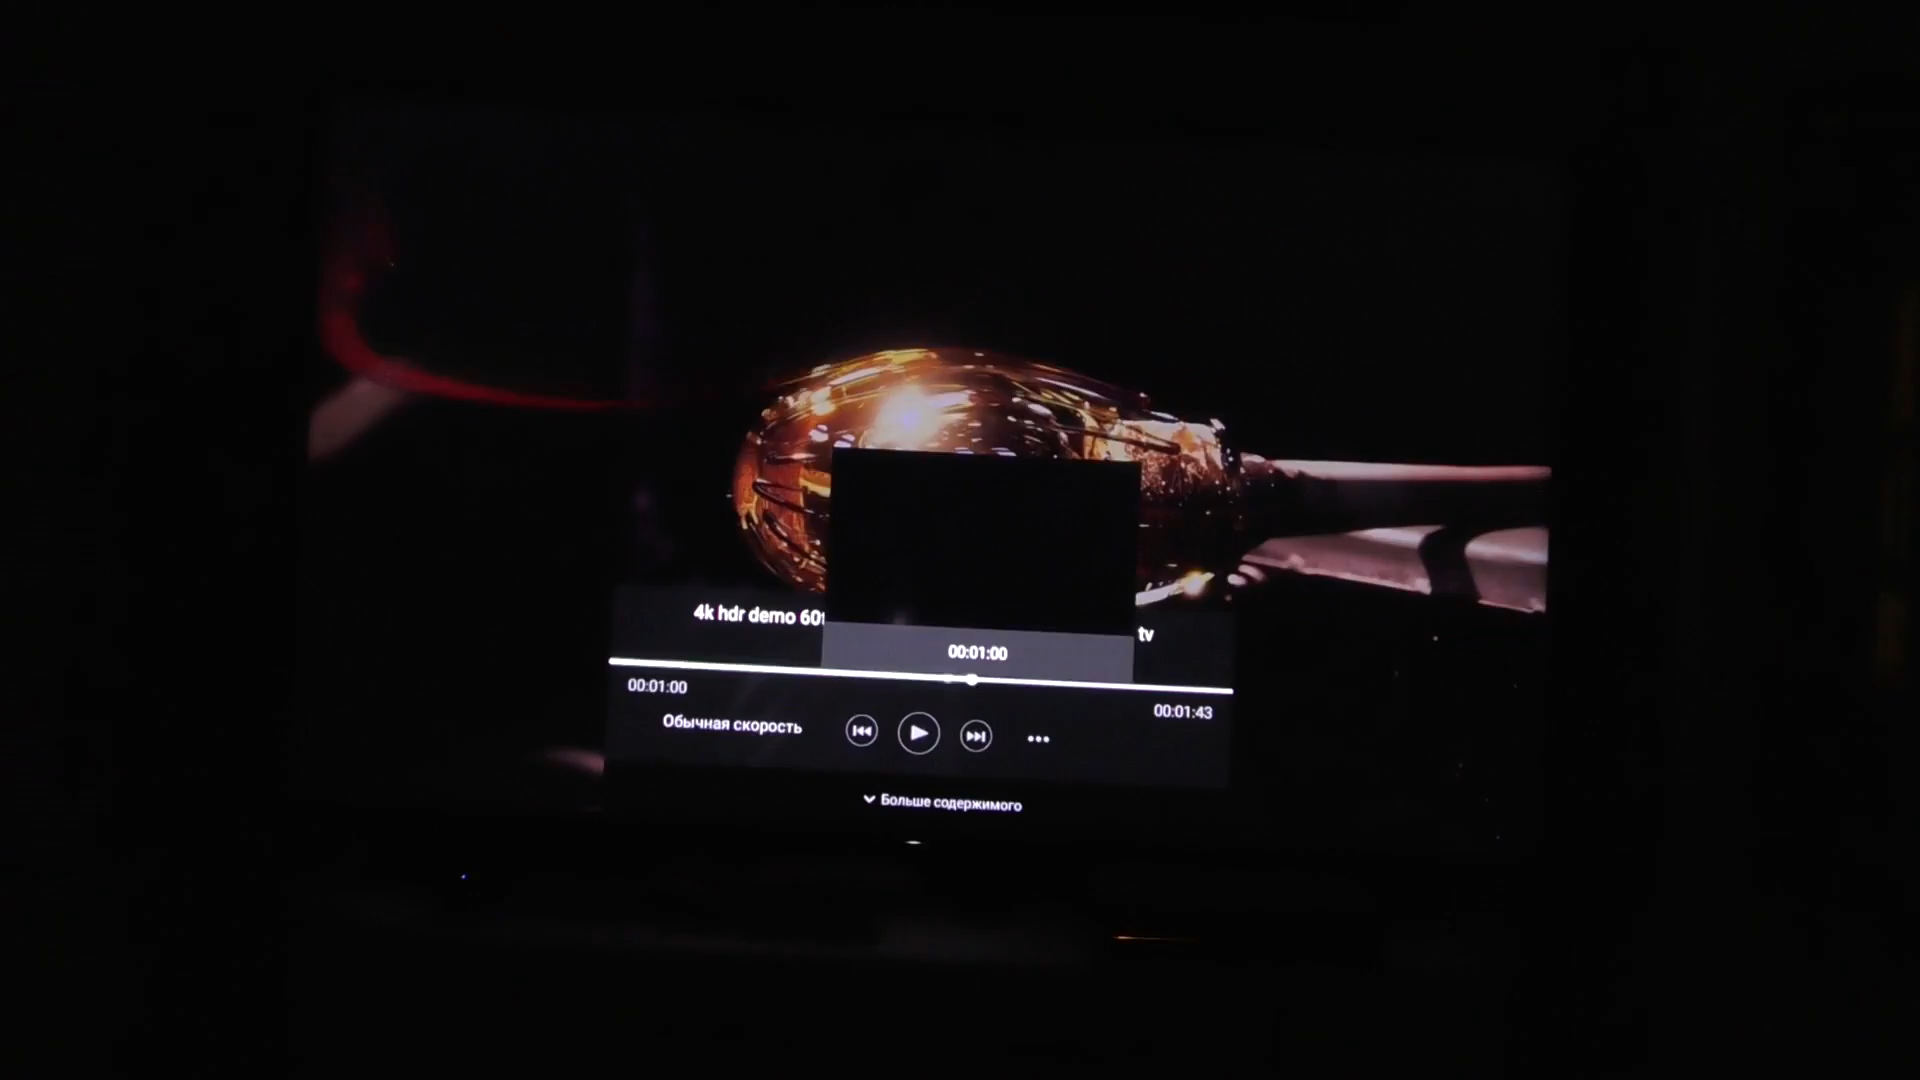 4k hdr demo 60
tv
00:01:00
00:01:00
00:01:43
Обычная скорость
Больше содержимого